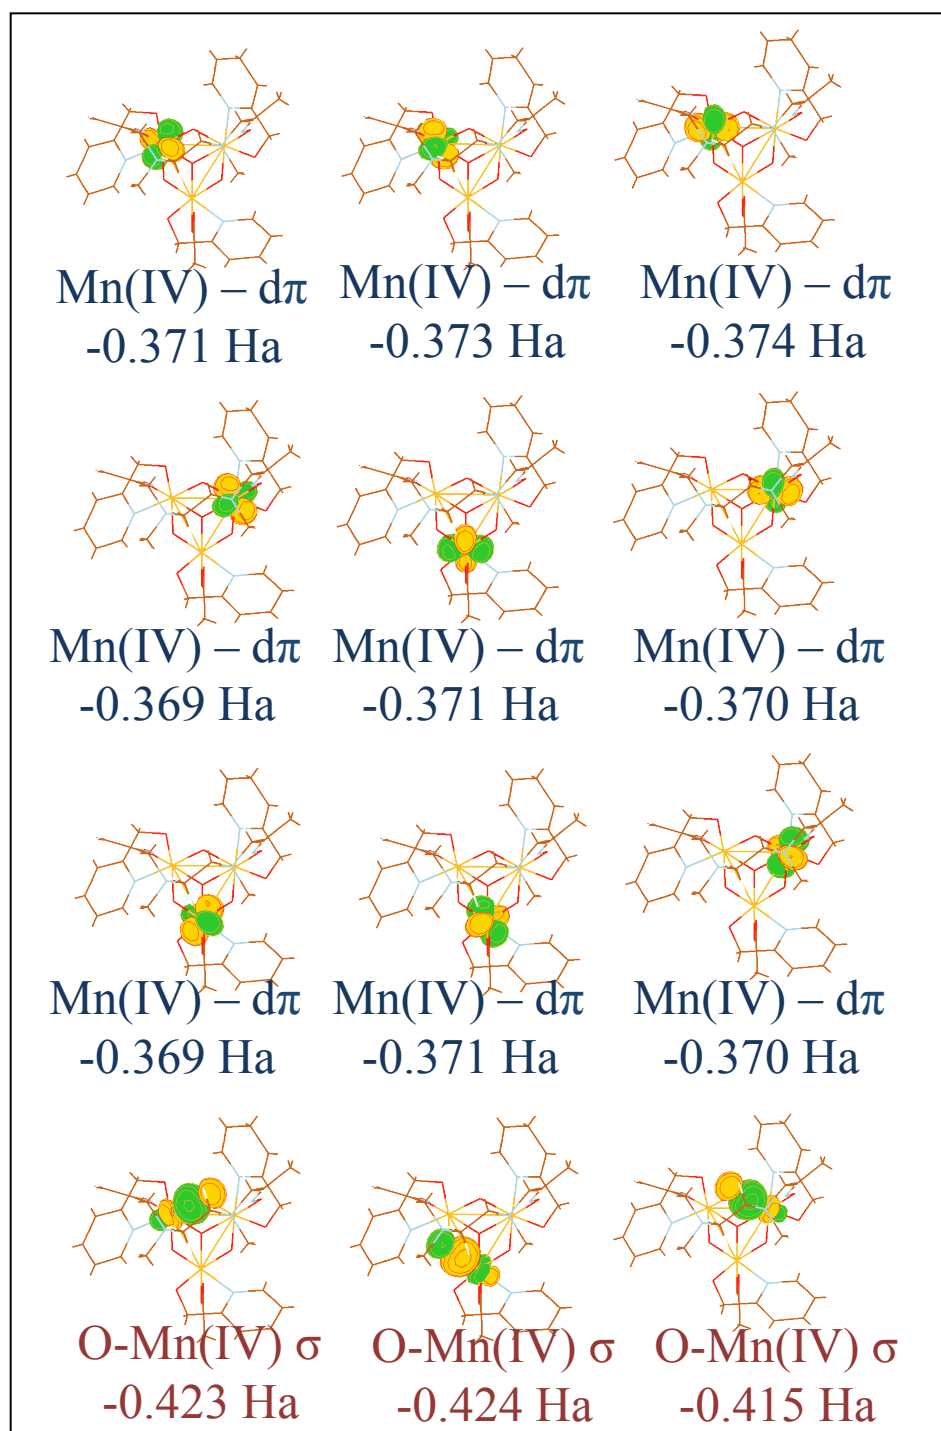 Mn(IV) – dπ Mn(IV) – dπ Mn(IV) – dπ
-0.371 Ha -0.373 Ha -0.374 Ha
Mn(IV) – dπ Mn(IV) – dπ Mn(IV) – dπ
-0.369 Ha -0.371 Ha -0.370 Ha
Mn(IV) – dπ Mn(IV) – dπ Mn(IV) – dπ
-0.369 Ha -0.371 Ha -0.370 Ha
O-Mn(IV) σ O-Mn(IV) σ O-Mn(IV) σ
-0.423 Ha -0.424 Ha -0.415 Ha